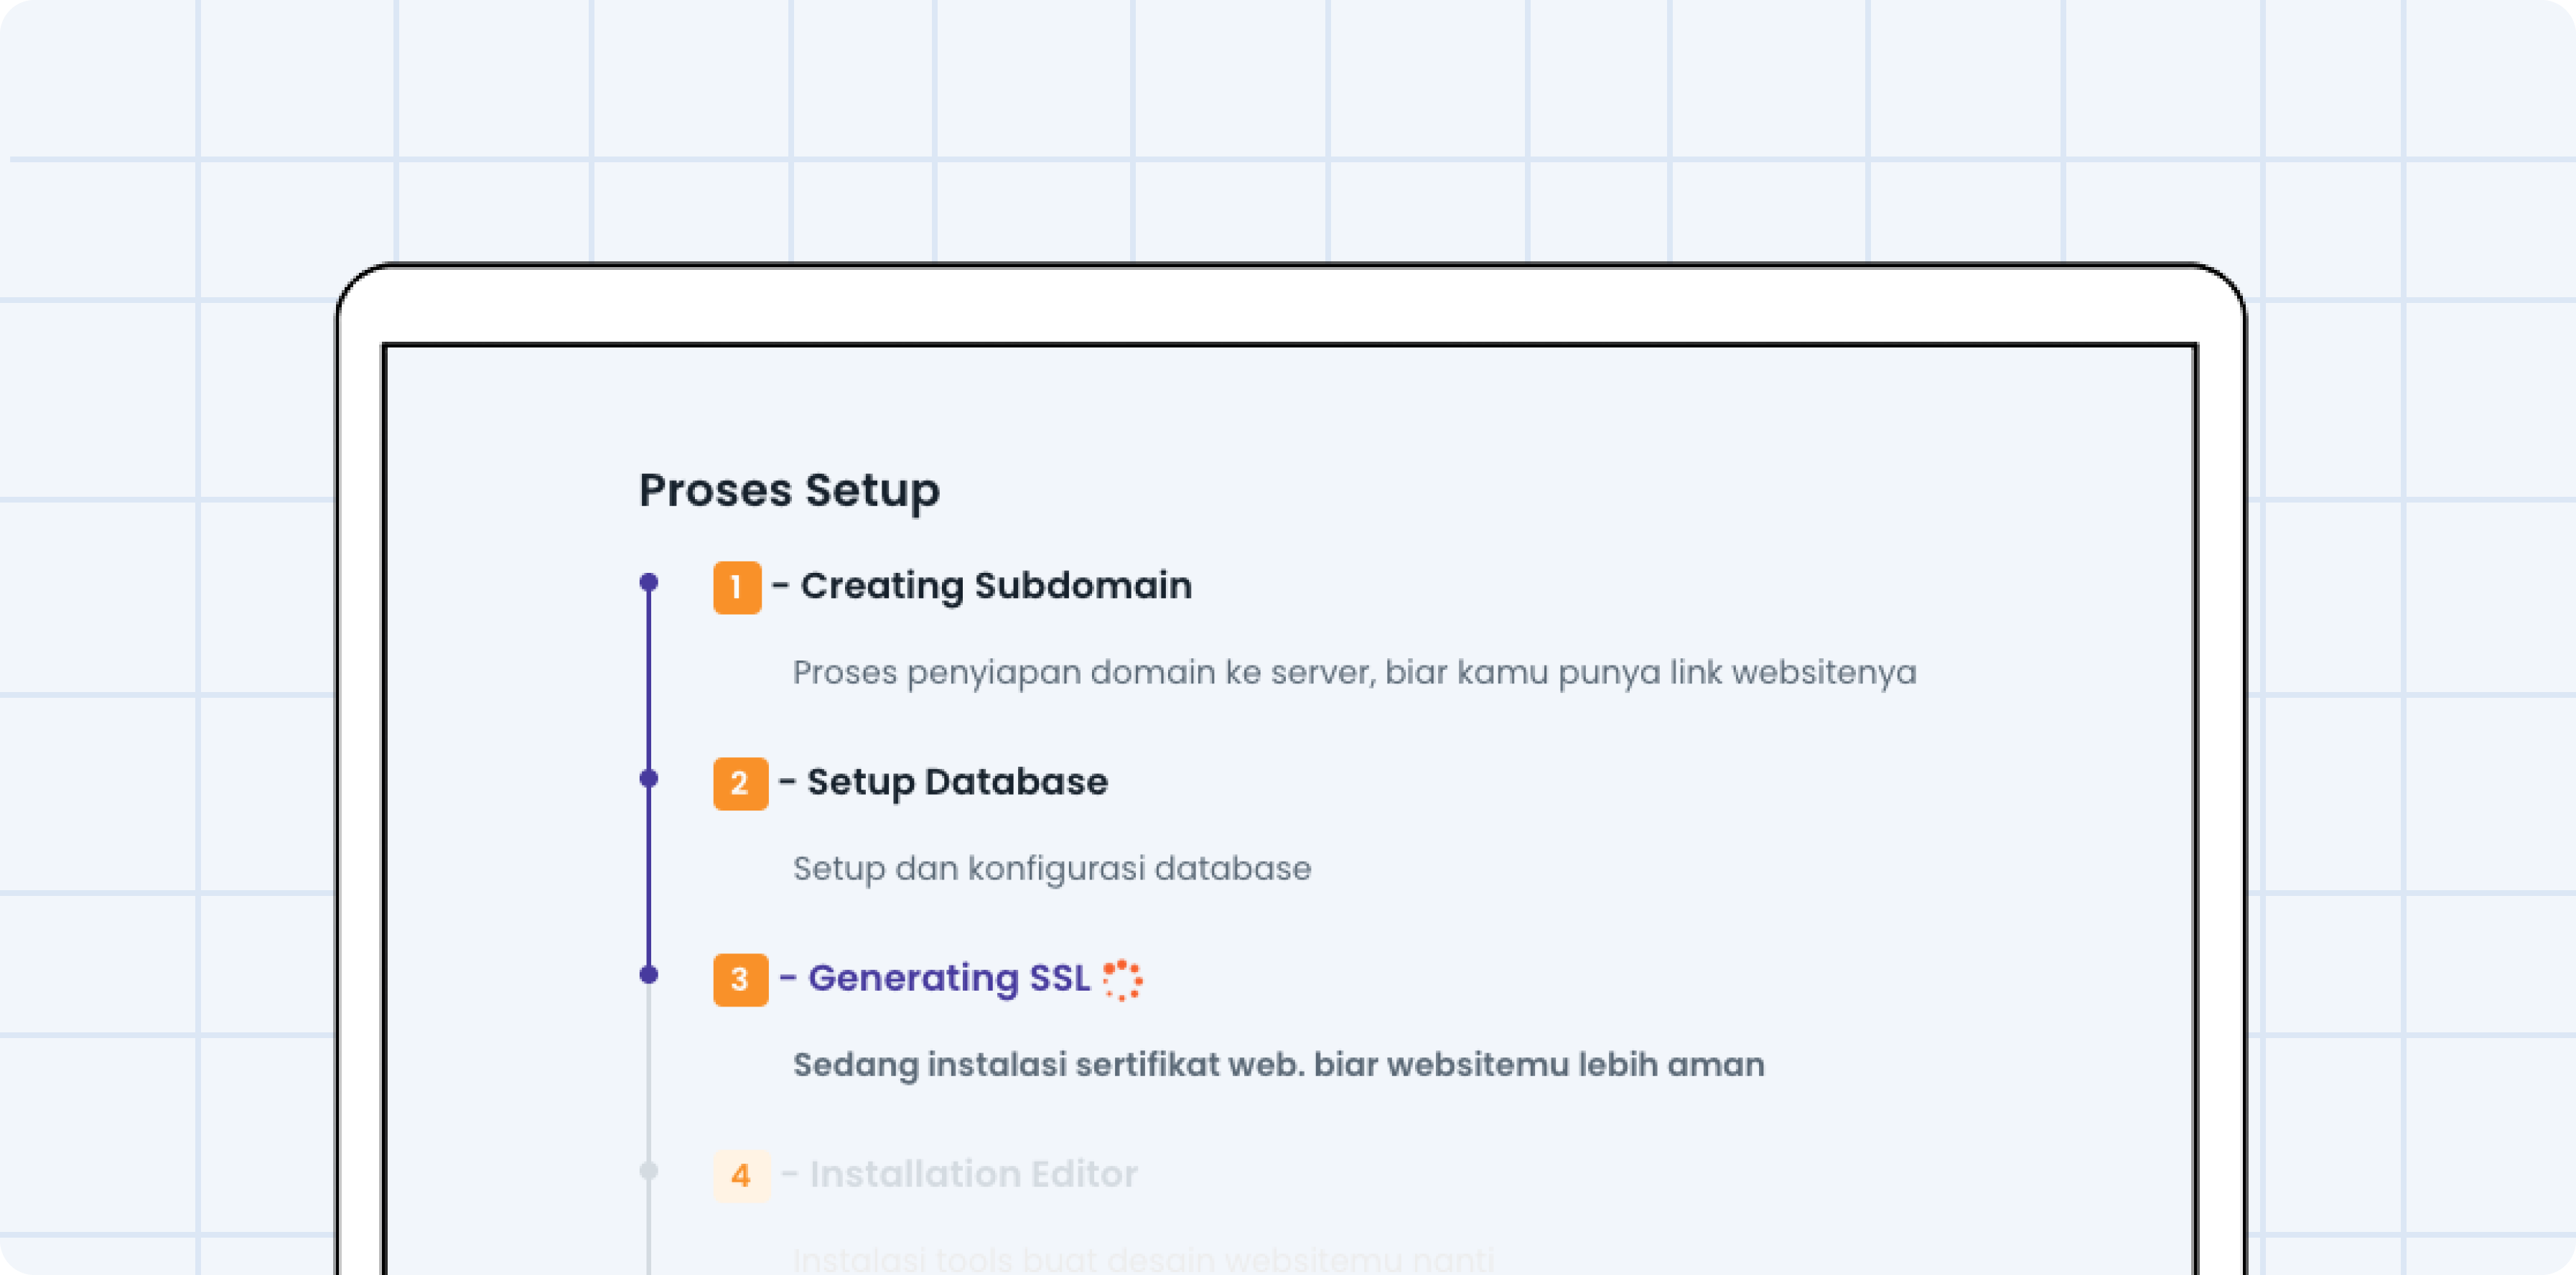 Proses Setup
1 - Creating Subdomain
Proses penyiapan domain ke server, biar kamu punya link websitenya
2 - Setup Database
Setup dan konfigurasi database
3 - Generating SSL
Sedang instalasi sertifikat web. biar websitemu lebih aman
4 - Installation Editor
Instalasi tools buat desain websitemu nanti